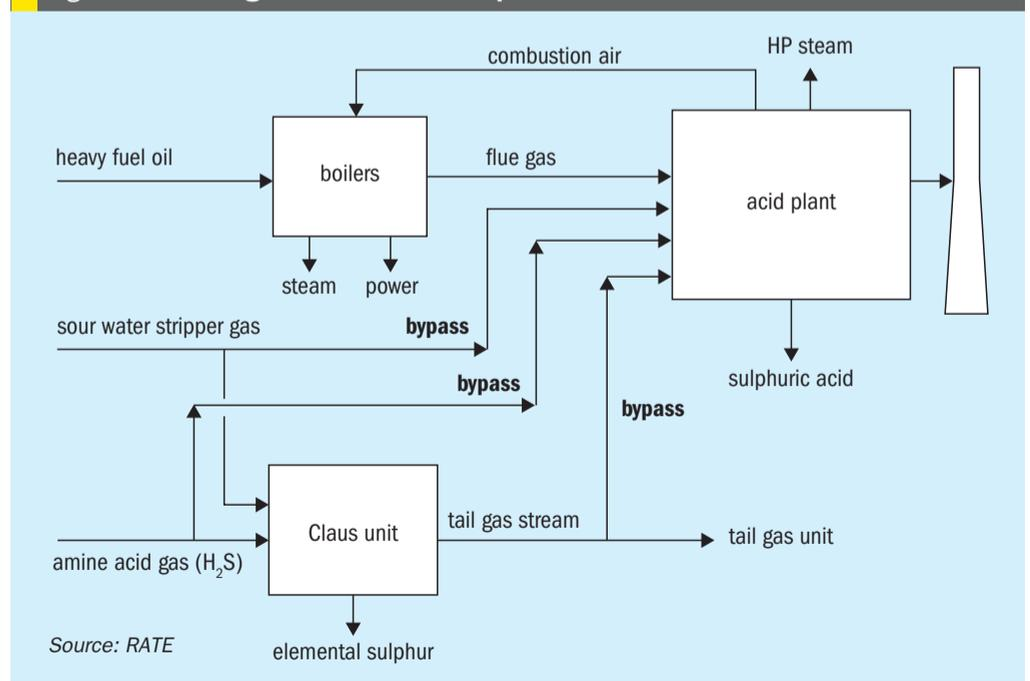 combustion air
HP steam
heavy fuel oil
boilers
flue gas
acid plant
steam
power
sour water stripper gas
bypass
bypass
sulphuric acid
bypass
Claus unit
tail gas stream
tail gas unit
amine acid gas (H₂S)
Source: RATE
elemental sulphur